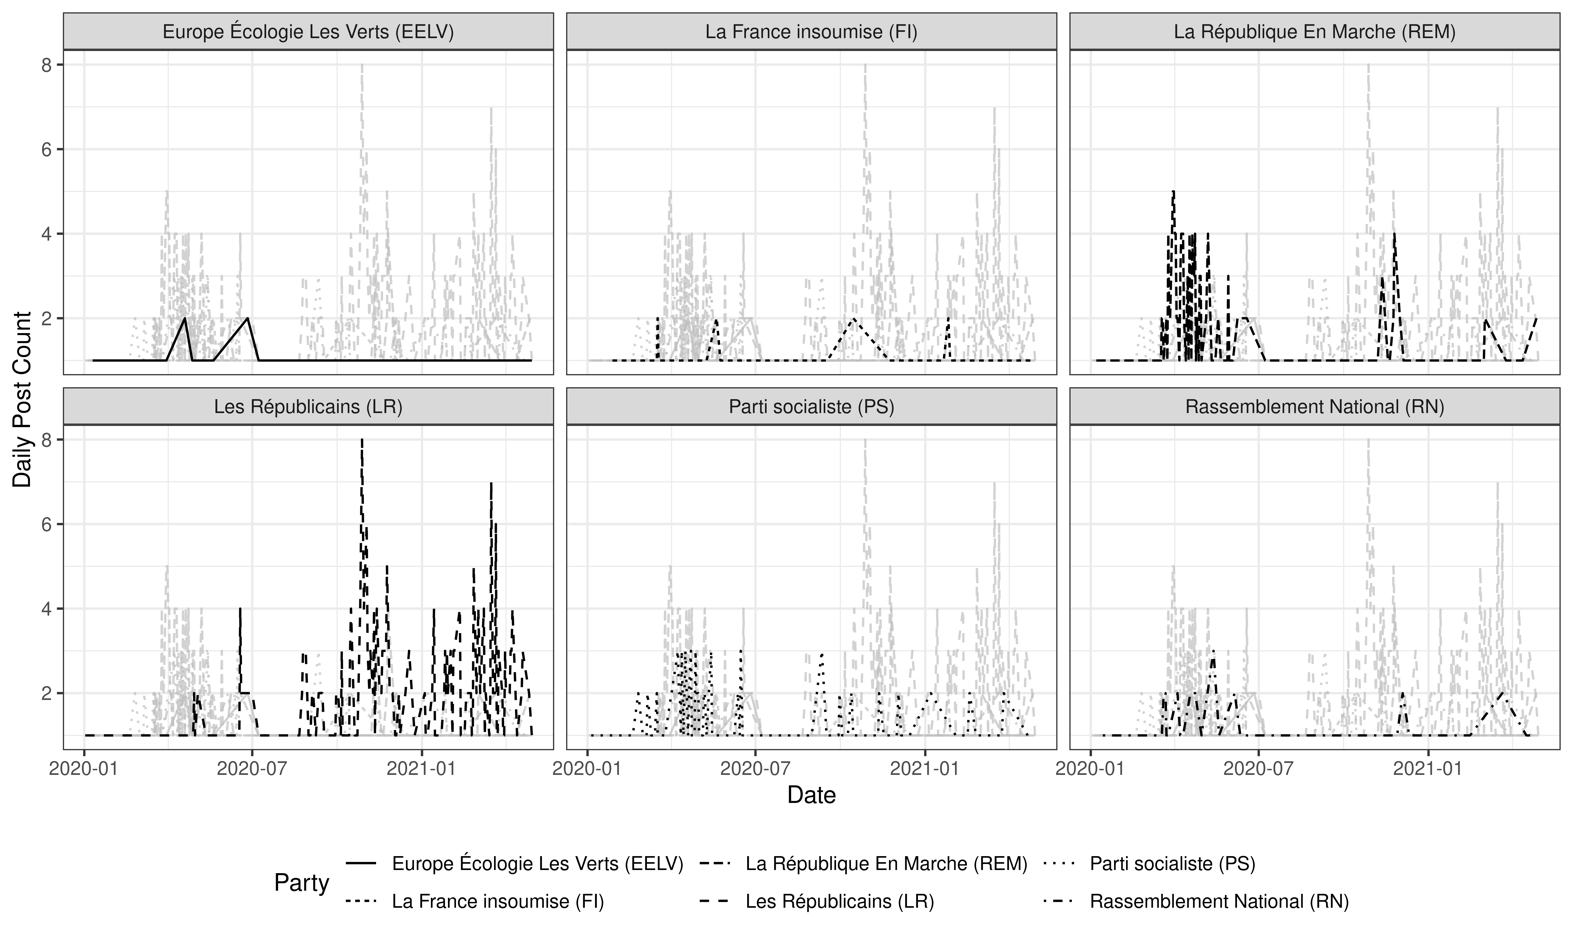 Europe Écologie Les Verts (EELV)
La France insoumise (FI)
La République En Marche (REM)
8
6
4
2
Daily Post Count
Les Républicains (LR)
Parti socialiste (PS)
Rassemblement National (RN)
8
6
4
2
2020-01 2020-07 2021-01
2020-01 2020-07 2021-01
2020-01 2020-07 2021-01
Date
Party
Europe Écologie Les Verts (EELV)
La République En Marche (REM)
Parti socialiste (PS)
La France insoumise (FI)
Les Républicains (LR)
Rassemblement National (RN)